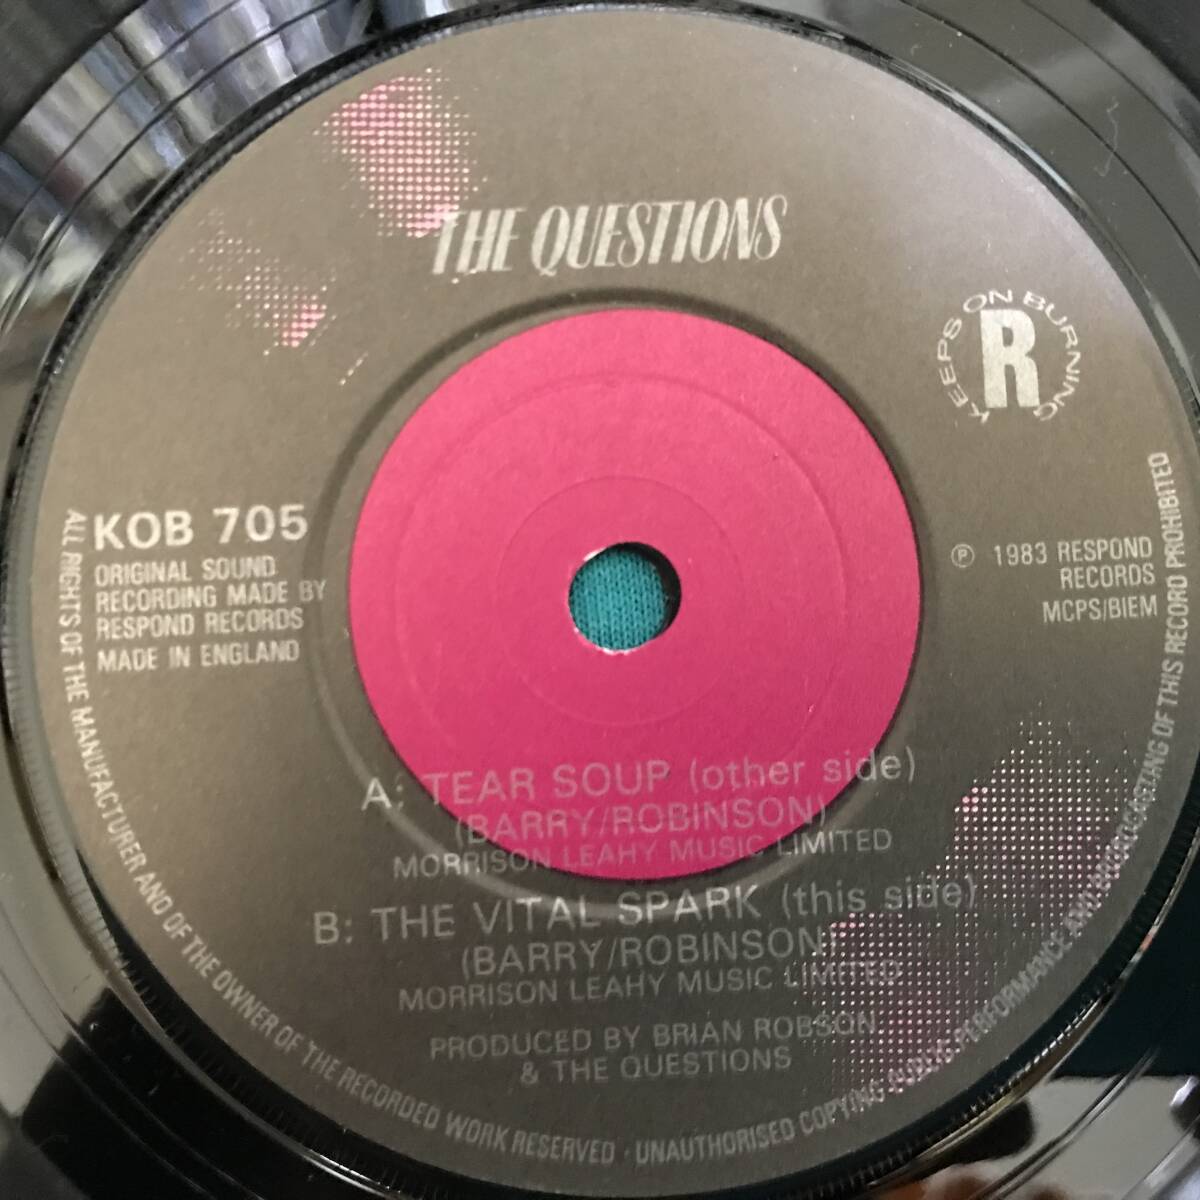 THE QUESTIONS
KEEPS ON BURNING
R
KOB 705
ORIGINAL SOUND
RECORDING MADE BY
RESPOND RECORDS
MADE IN ENGLAND
℗ 1983 RESPOND
RECORDS
MCPS/BIEM
A: TEAR SOUP (other side)
(BARRY/ROBINSON)
MORRISON LEAHY MUSIC LIMITED
B: THE VITAL SPARK (this side)
(BARRY/ROBINSON)
MORRISON LEAHY MUSIC LIMITED
PRODUCED BY BRIAN ROBSON
& THE QUESTIONS
ALL RIGHTS OF THE MANUFACTURER AND OF THE OWNER OF THE RECORDED WORK RESERVED · UNAUTHORISED COPYING PUBLIC PERFORMANCE AND BROADCASTING OF THIS RECORD PROHIBITED